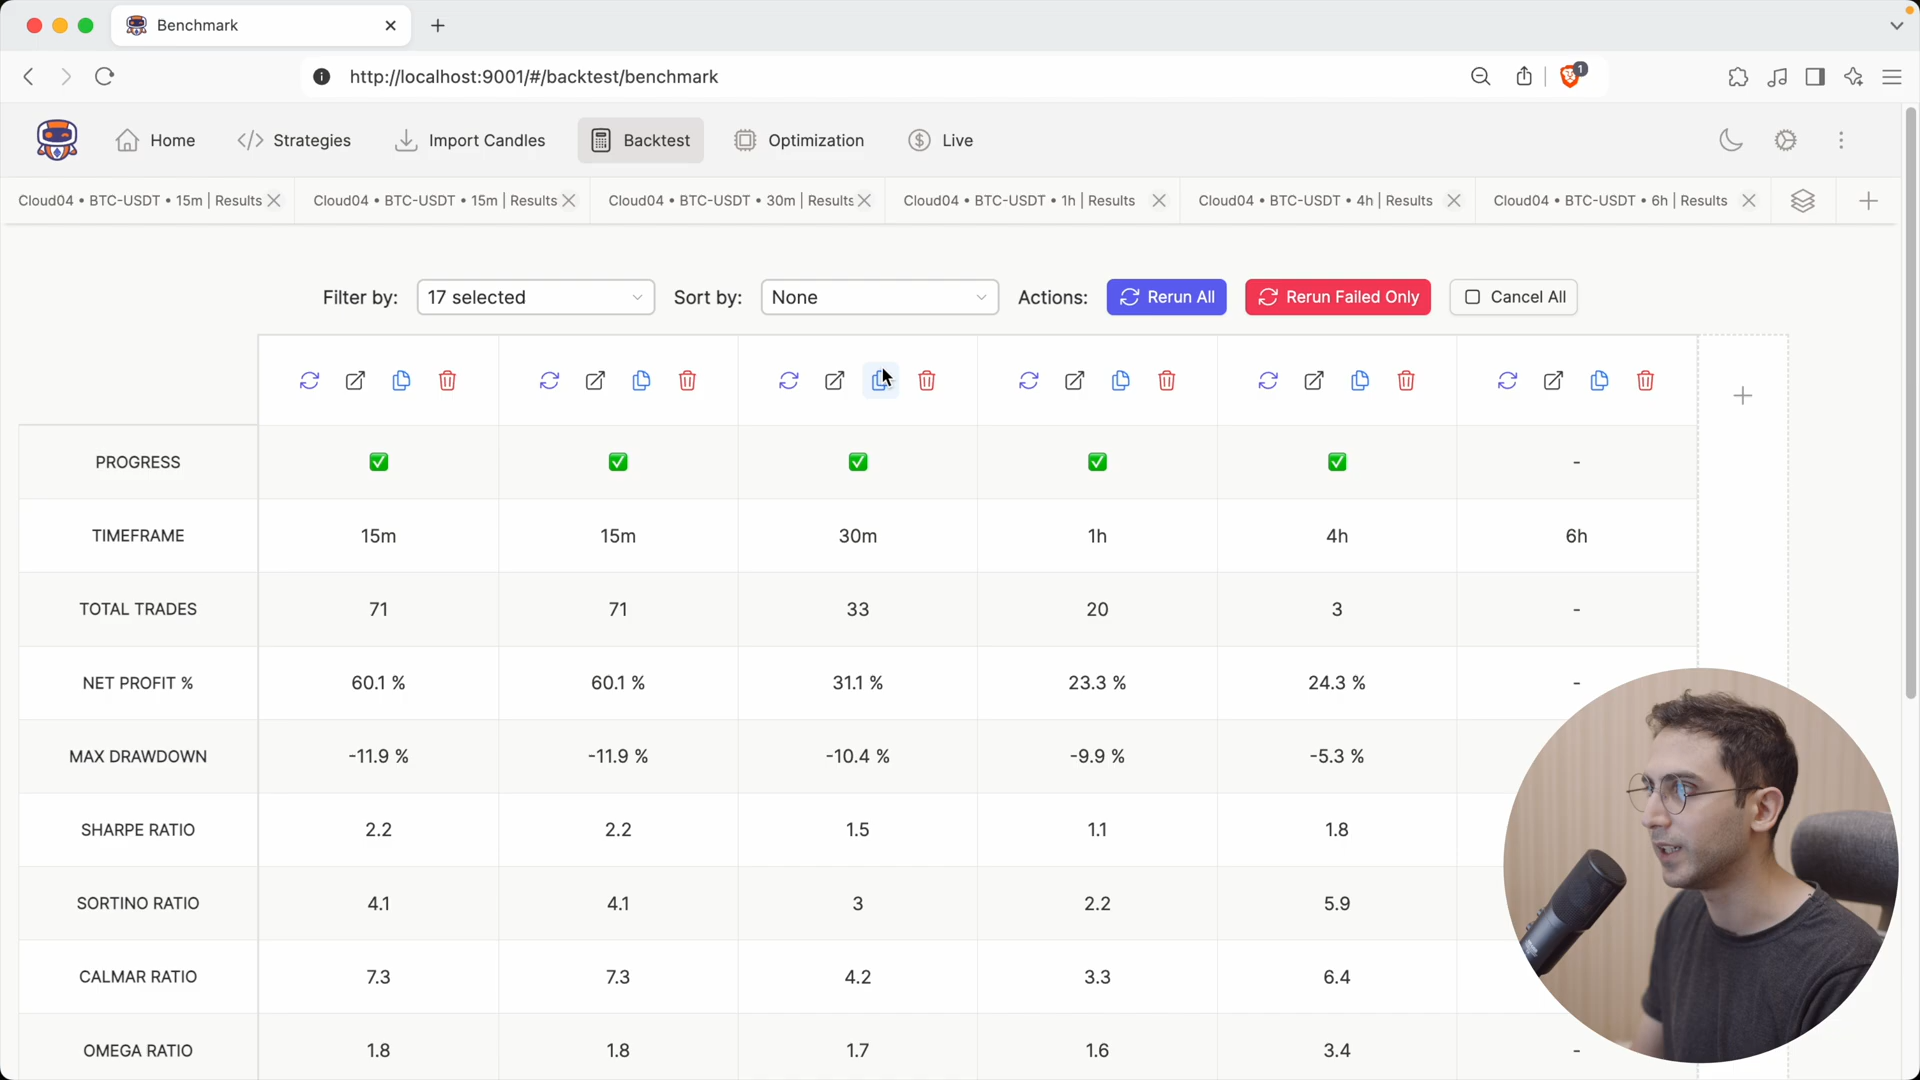 Benchmark
http://localhost:9001/#/backtest/benchmark
1
Home
Strategies
Import Candles
Backtest
Optimization
Live
Cloud04 • BTC-USDT • 15m | Results
Cloud04 • BTC-USDT • 15m | Results
Cloud04 • BTC-USDT • 30m | Results
Cloud04 • BTC-USDT • 1h | Results
Cloud04 • BTC-USDT • 4h | Results
Cloud04 • BTC-USDT • 6h | Results
Filter by: 17 selected Sort by: None Actions: Rerun All Rerun Failed Only Cancel All
PROGRESS ✅ ✅ ✅ ✅ ✅ -
TIMEFRAME 15m 15m 30m 1h 4h 6h
TOTAL TRADES 71 71 33 20 3 -
NET PROFIT % 60.1 % 60.1 % 31.1 % 23.3 % 24.3 % -
MAX DRAWDOWN -11.9 % -11.9 % -10.4 % -9.9 % -5.3 %
SHARPE RATIO 2.2 2.2 1.5 1.1 1.8
SORTINO RATIO 4.1 4.1 3 2.2 5.9
CALMAR RATIO 7.3 7.3 4.2 3.3 6.4
OMEGA RATIO 1.8 1.8 1.7 1.6 3.4 -